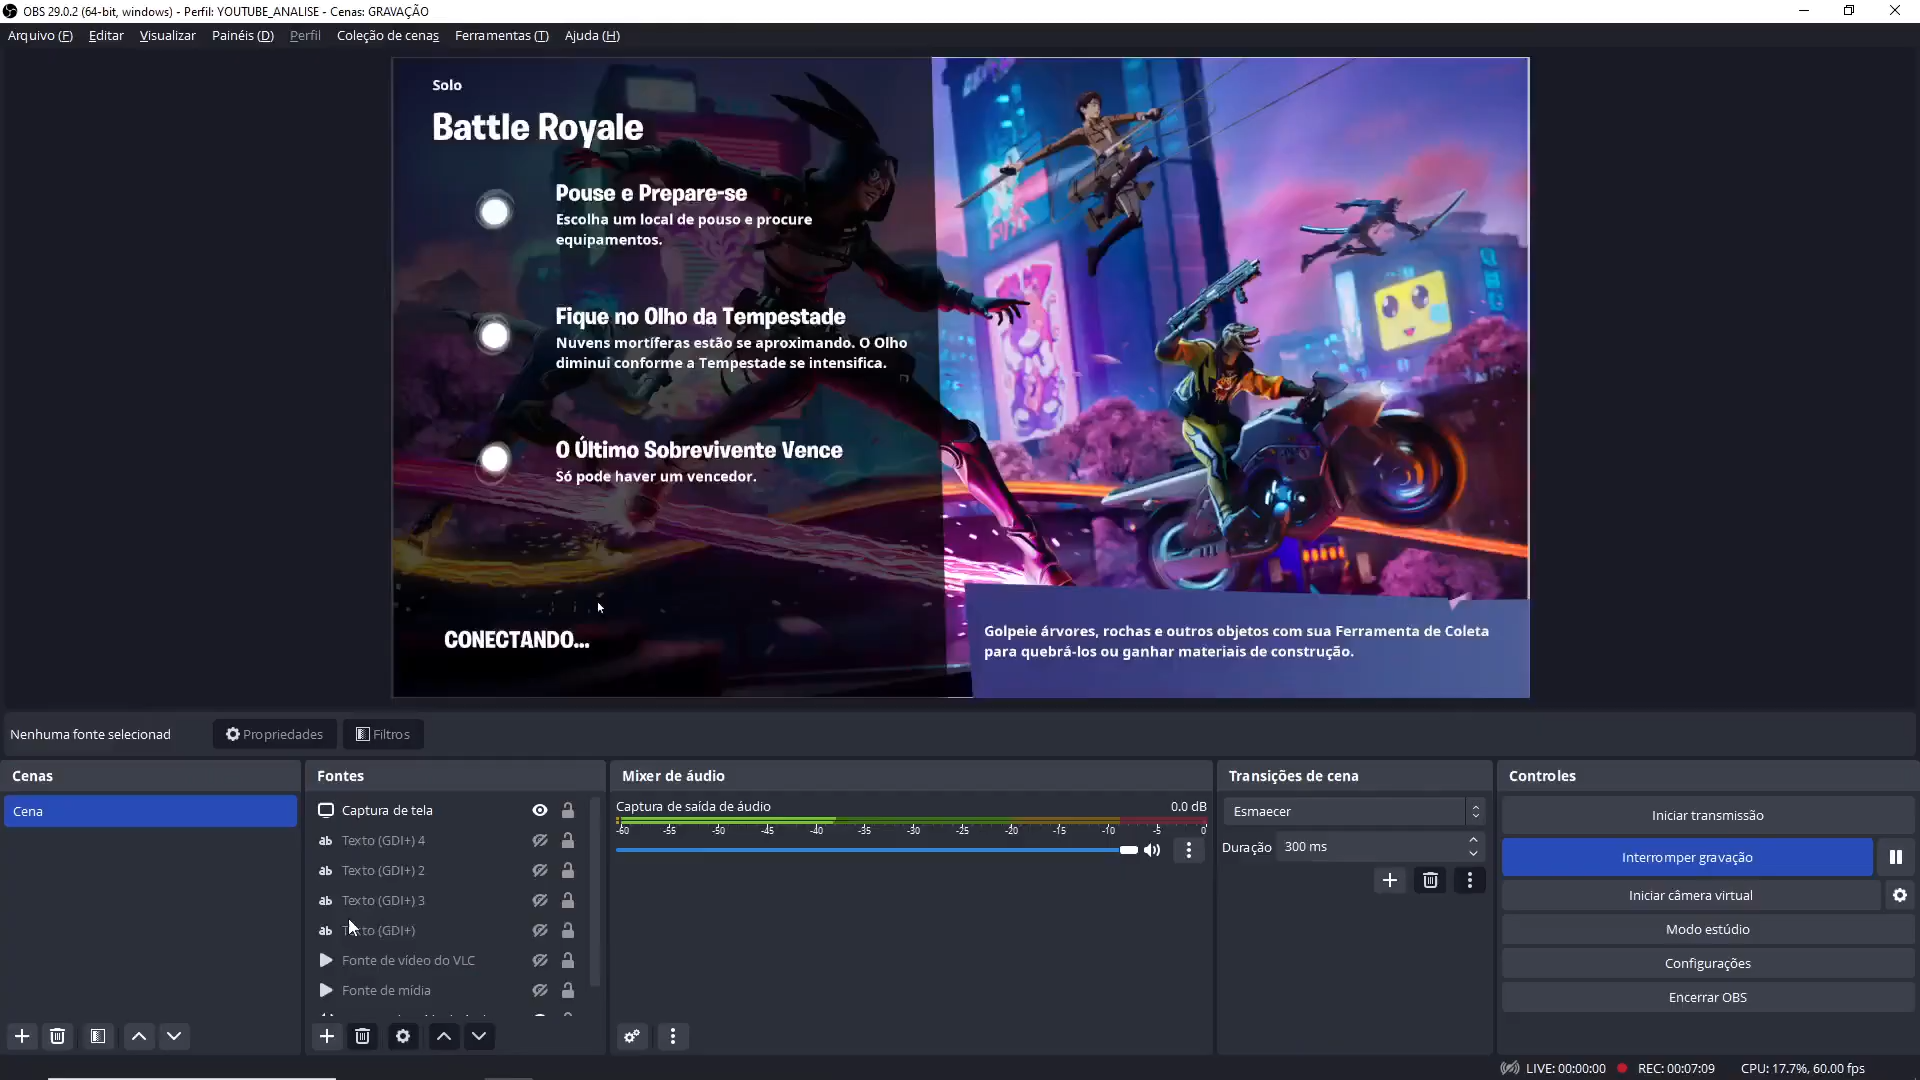 OBS 29.0.2 (64-bit, windows) - Perfil: YOUTUBE_ANALISE - Cenas: GRAVAÇÃO
Arquivo (F) Editar Visualizar Painéis (D) Perfil Coleção de cenas Ferramentas (T) Ajuda (H)
Solo
Battle Royale
Pouse e Prepare-se
Escolha um local de pouso e procure
equipamentos.
Fique no Olho da Tempestade
Nuvens mortíferas estão se aproximando. O Olho
diminui conforme a Tempestade se intensifica.
O Último Sobrevivente Vence
Só pode haver um vencedor.
CONECTANDO...
Golpeie árvores, rochas e outros objetos com sua Ferramenta de Coleta
para quebrá-los ou ganhar materiais de construção.
Nenhuma fonte selecionad Propriedades Filtros
Cenas
Cena
Fontes
Captura de tela
ab Texto (GDI+) 4
ab Texto (GDI+) 2
ab Texto (GDI+) 3
ab Texto (GDI+)
Fonte de vídeo do VLC
Fonte de mídia
Mixer de áudio
Captura de saída de áudio 0.0 dB
-60 -55 -50 -45 -40 -35 -30 -25 -20 -15 -10 -5 0
Transições de cena
Esmaecer
Duração 300 ms
Controles
Iniciar transmissão
Interromper gravação
Iniciar câmera virtual
Modo estúdio
Configurações
Encerrar OBS
LIVE: 00:00:00 REC: 00:07:09 CPU: 17.7%, 60.00 fps